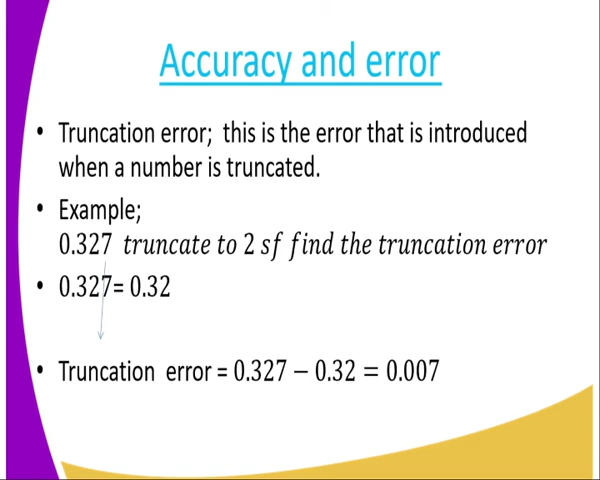 Accuracy and error
• Truncation error;  this is the error that is introduced
when a number is truncated.
• Example;
0.327 truncate to 2 sf find the truncation error
• 0.327= 0.32
• Truncation  error = 0.327 − 0.32 = 0.007